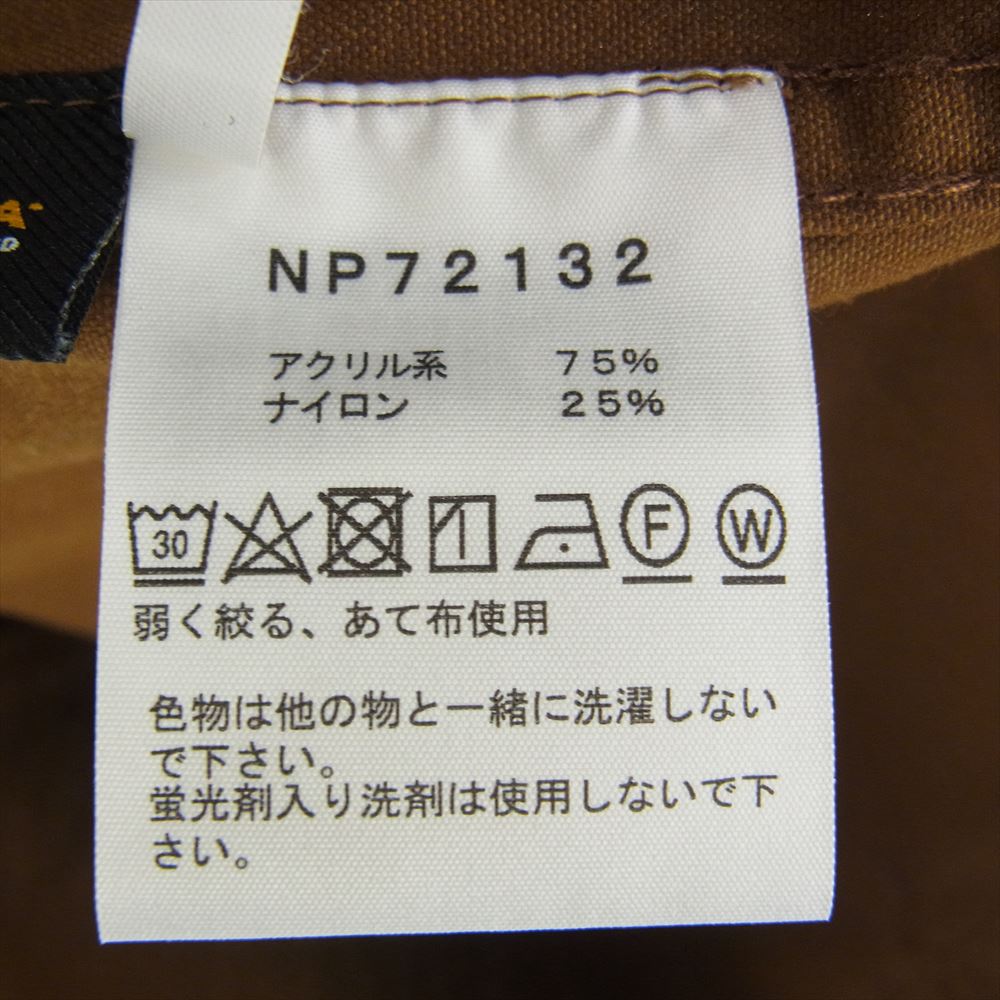 NP72132
アクリル系 75%
ナイロン 25%
30 F W
弱く絞る、あて布使用
色物は他の物と一緒に洗濯しない
で下さい。
蛍光剤入り洗剤は使用しないで下
さい。